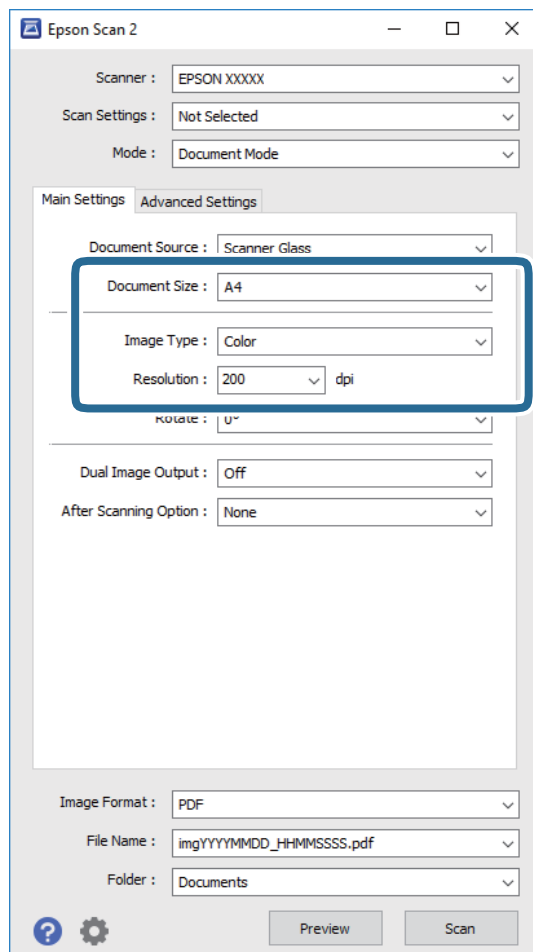 Epson Scan 2
Scanner : EPSON XXXXX
Scan Settings : Not Selected
Mode : Document Mode
Main Settings Advanced Settings
Document Source : Scanner Glass
Document Size : A4
Image Type : Color
Resolution : 200 dpi
Rotate : 0º
Dual Image Output : Off
After Scanning Option : None
Image Format : PDF
File Name : imgYYYYMMDD_HHMMSSSS.pdf
Folder : Documents
? Preview Scan